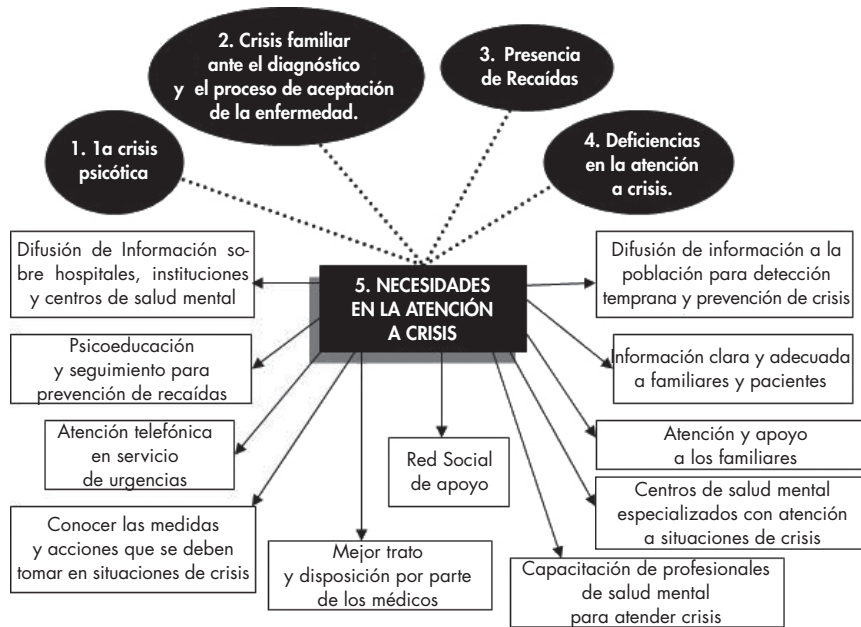 2. Crisis familiar
ante el diagnóstico
y el proceso de aceptación
de la enfermedad.
3. Presencia
de Recaídas
1. 1a crisis
psicótica
4. Deficiencias
en la atención
a crisis.
Difusión de Información so-
bre hospitales, instituciones
y centros de salud mental
5. NECESIDADES
EN LA ATENCIÓN
A CRISIS
Difusión de información a la
población para detección
temprana y prevención de crisis
Psicoeducación
y seguimiento para
prevención de recaídas
Información clara y adecuada
a familiares y pacientes
Atención telefónica
en servicio
de urgencias
Red Social
de apoyo
Atención y apoyo
a los familiares
Conocer las medidas
y acciones que se deben
tomar en situaciones de crisis
Mejor trato
y disposición por parte
de los médicos
Centros de salud mental
especializados con atención
a situaciones de crisis
Capacitación de profesionales
de salud mental
para atender crisis